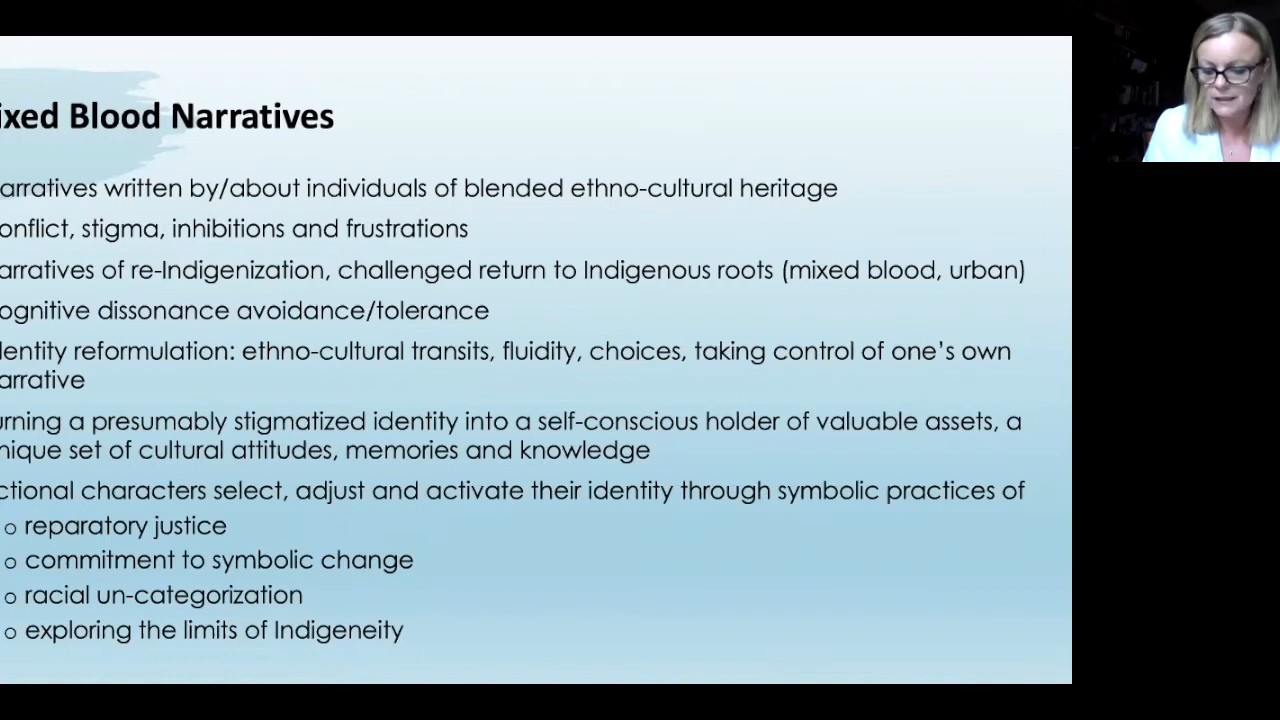 ixed Blood Narratives
arratives written by/about individuals of blended ethno-cultural heritage
onflict, stigma, inhibitions and frustrations
arratives of re-Indigenization, challenged return to Indigenous roots (mixed blood, urban)
ognitive dissonance avoidance/tolerance
lentity reformulation: ethno-cultural transits, fluidity, choices, taking control of one's own
arrative
urning a presumably stigmatized identity into a self-conscious holder of valuable assets, a
nique set of cultural attitudes, memories and knowledge
ctional characters select, adjust and activate their identity through symbolic practices of
o reparatory justice
o commitment to symbolic change
o racial un-categorization
o exploring the limits of Indigeneity